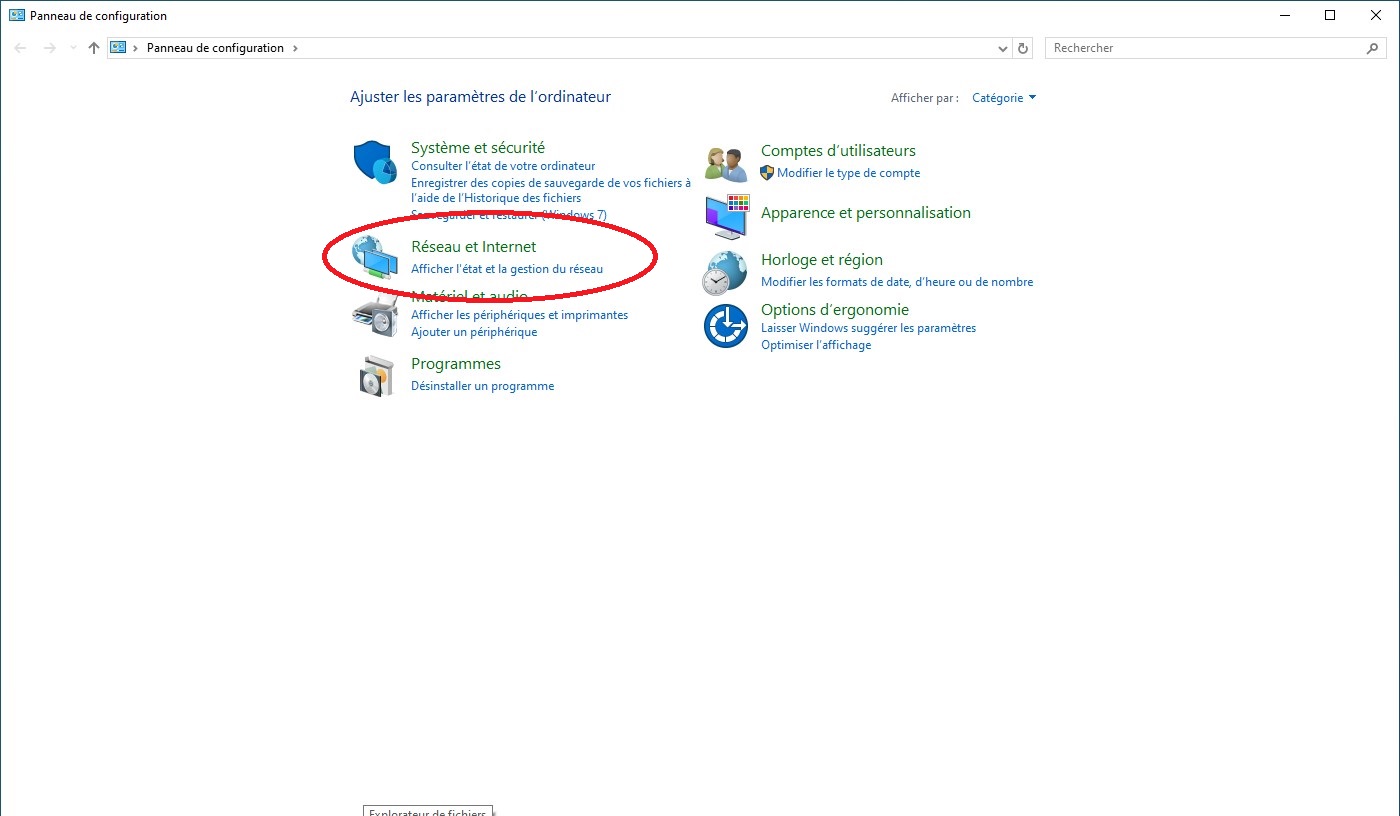 Panneau de configuration
Panneau de configuration
Rechercher
Ajuster les paramètres de l'ordinateur
Afficher par : Catégorie
Système et sécurité
Consulter l'état de votre ordinateur
Enregistrer des copies de sauvegarde de vos fichiers à
l'aide de l'Historique des fichiers
Sauvegarder et restaurer (Windows 7)
Réseau et Internet
Afficher l'état et la gestion du réseau
Matériel et audio
Afficher les périphériques et imprimantes
Ajouter un périphérique
Programmes
Désinstaller un programme
Comptes d'utilisateurs
Modifier le type de compte
Apparence et personnalisation
Horloge et région
Modifier les formats de date, d'heure ou de nombre
Options d'ergonomie
Laisser Windows suggérer les paramètres
Optimiser l'affichage
Explorateur de fichiers